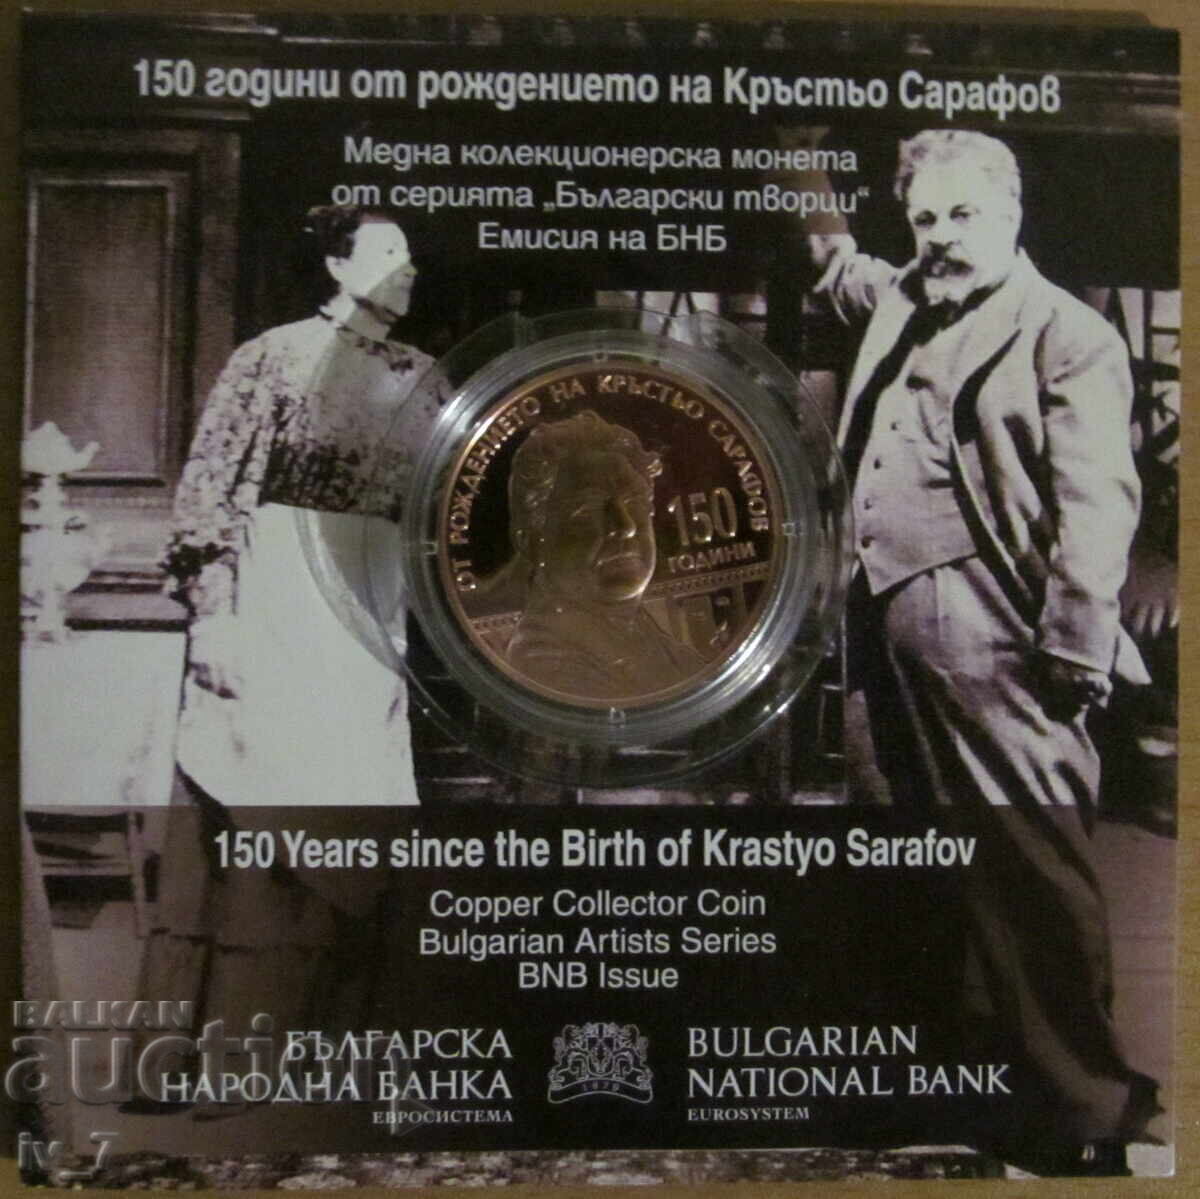 150 години от рождението на Кръстьо Сарафов
Медна колекционерска монета
от серията „Български творци“
Емисия на БНБ
ОТ РОЖДЕНИЕТО НА КРЪСТЬО САРАФОВ
150
ГОДИНИ
150 Years since the Birth of Krastyo Sarafov
Copper Collector Coin
Bulgarian Artists Series
BNB Issue
БЪЛГАРСКА
НАРОДНА БАНКА
ЕВРОСИСТЕМА
1879
BULGARIAN
NATIONAL BANK
EUROSYSTEM
BALKAN
auction
iv_7